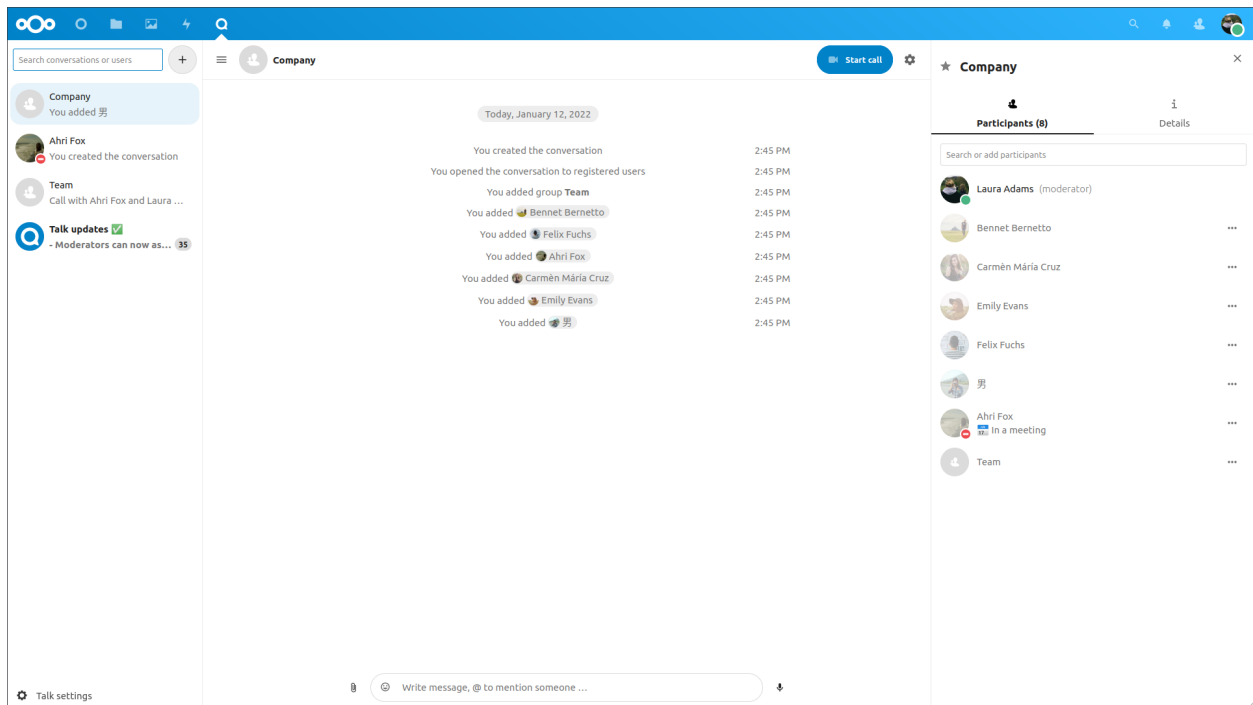 Search conversations or users
Company
You added 男
Ahri Fox
You created the conversation
Team
Call with Ahri Fox and Laura ...
Talk updates ✅
- Moderators can now as... 35
Talk settings
Company
Start call
Today, January 12, 2022
You created the conversation 2:45 PM
You opened the conversation to registered users 2:45 PM
You added group Team 2:45 PM
You added Bennet Bernetto 2:45 PM
You added Felix Fuchs 2:45 PM
You added Ahri Fox 2:45 PM
You added Carmèn Máría Cruz 2:45 PM
You added Emily Evans 2:45 PM
You added 男 2:45 PM
Write message, @ to mention someone ...
Company
Participants (8)
Details
Search or add participants
Laura Adams (moderator)
Bennet Bernetto
Carmèn Máría Cruz
Emily Evans
Felix Fuchs
男
Ahri Fox
In a meeting
Team